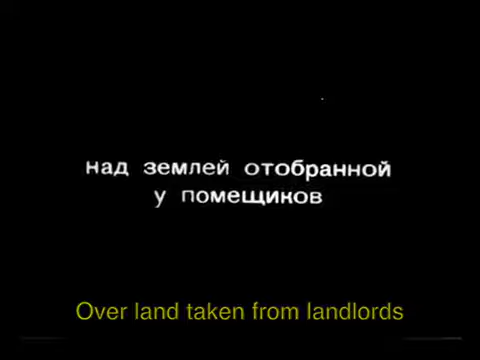 над землей отобранной
у помещиков
Over land taken from landlords